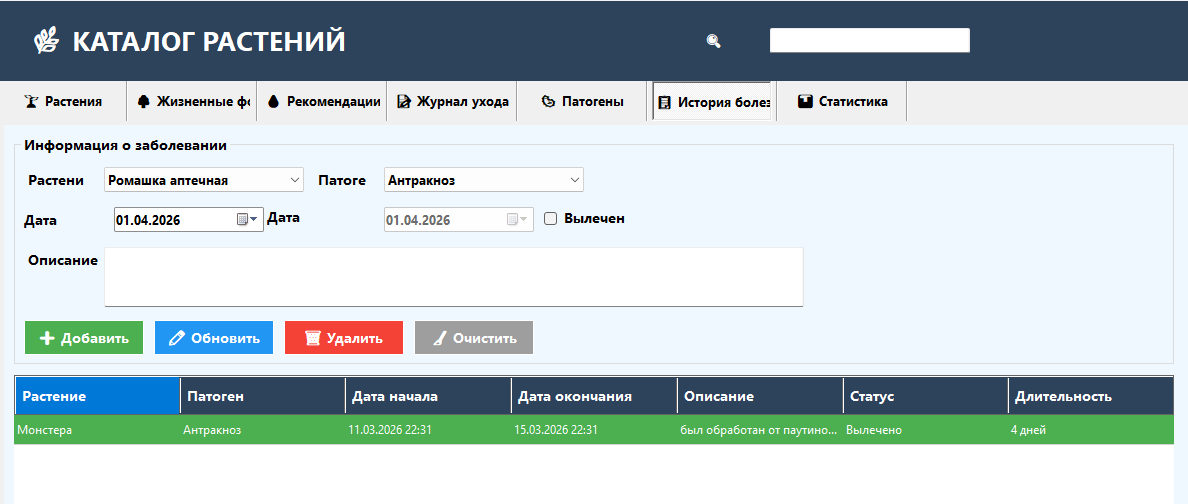 КАТАЛОГ РАСТЕНИЙ
Растения Жизненные фо Рекомендации Журнал ухода Патогены История болез Статистика
Информация о заболевании
Растени Ромашка аптечная Патоге Антракноз
Дата 01.04.2026 Дата 01.04.2026 Вылечен
Описание
Добавить Обновить Удалить Очистить
Растение Патоген Дата начала Дата окончания Описание Статус Длительность
Монстера Антракноз 11.03.2026 22:31 15.03.2026 22:31 был обработан от паутино... Вылечено 4 дней